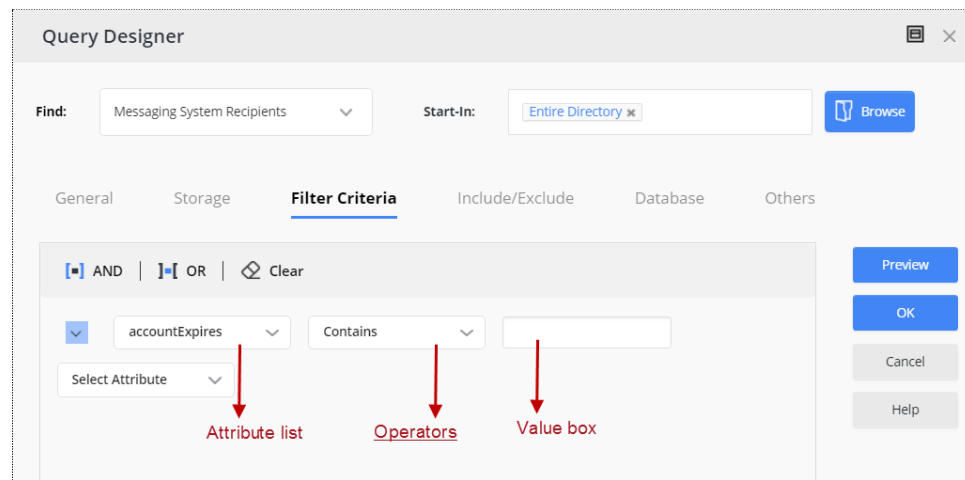 Query Designer
Find: Messaging System Recipients Start-In: Entire Directory Browse
General Storage Filter Criteria Include/Exclude Database Others
AND OR Clear
Preview
accountExpires Contains
OK
Select Attribute
Cancel
Attribute list Operators Value box
Help